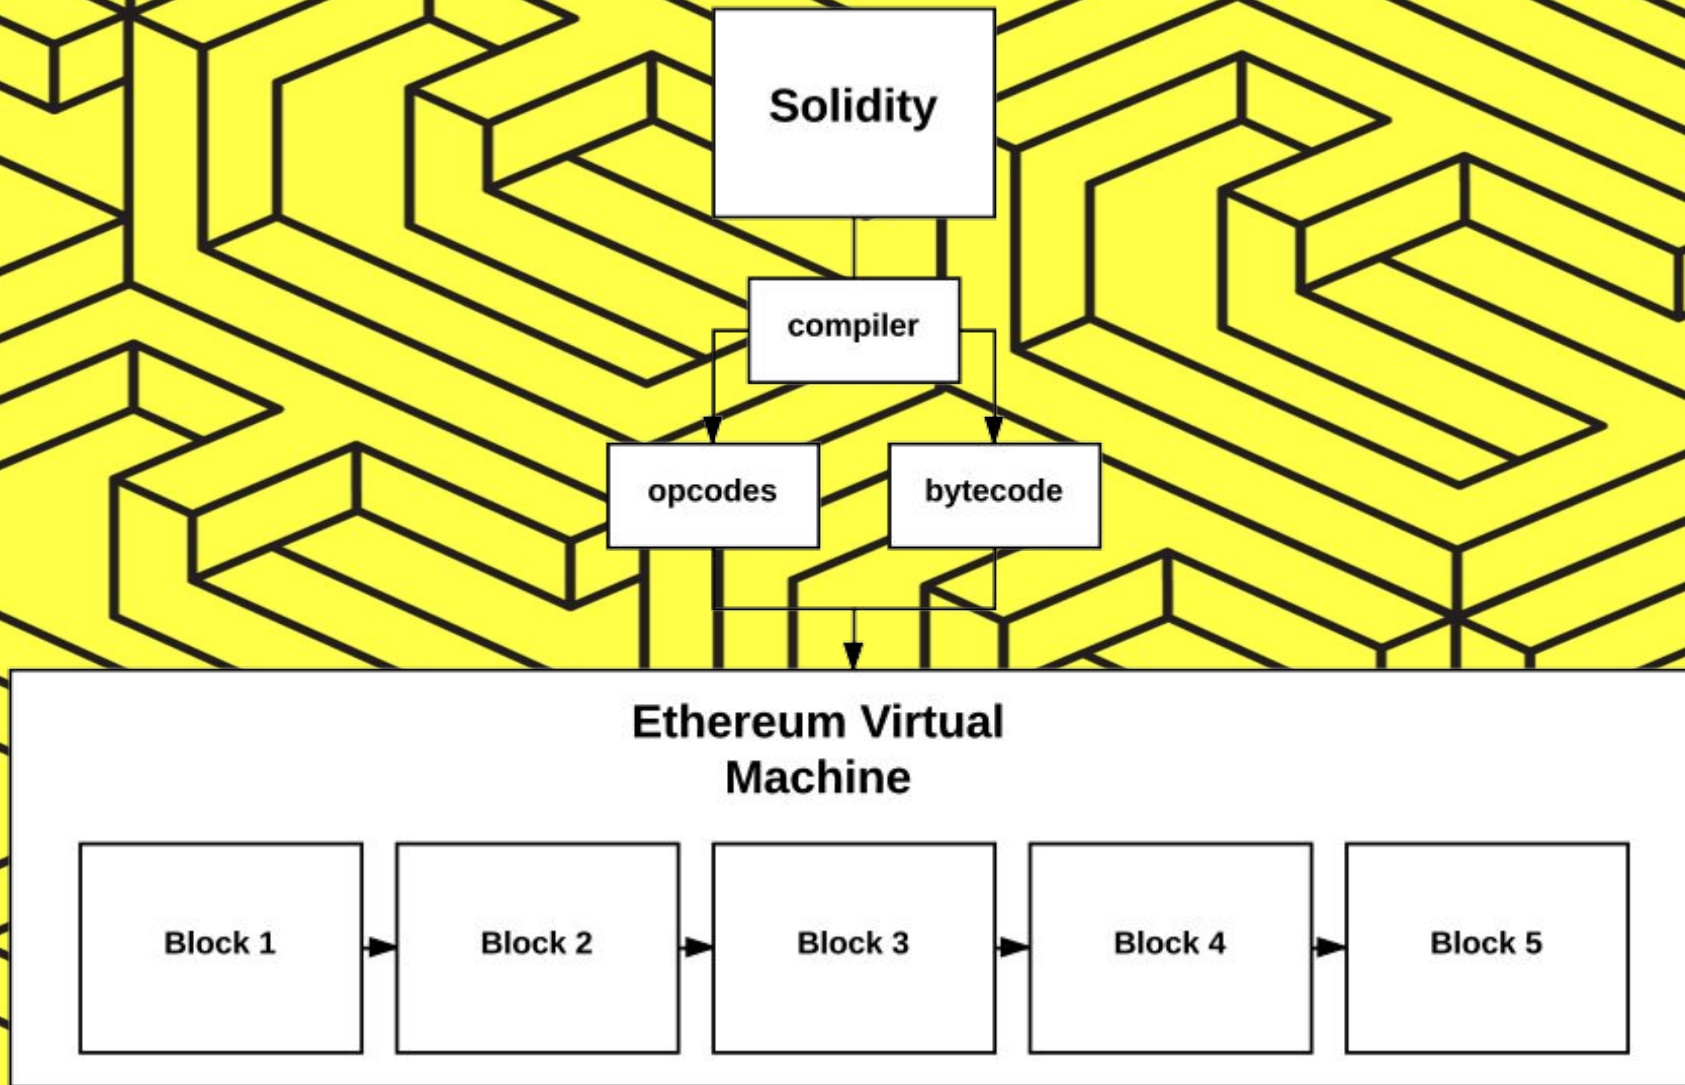 Solidity
compiler
opcodes
bytecode
Ethereum Virtual
Machine
Block 1
Block 2
Block 3
Block 4
Block 5